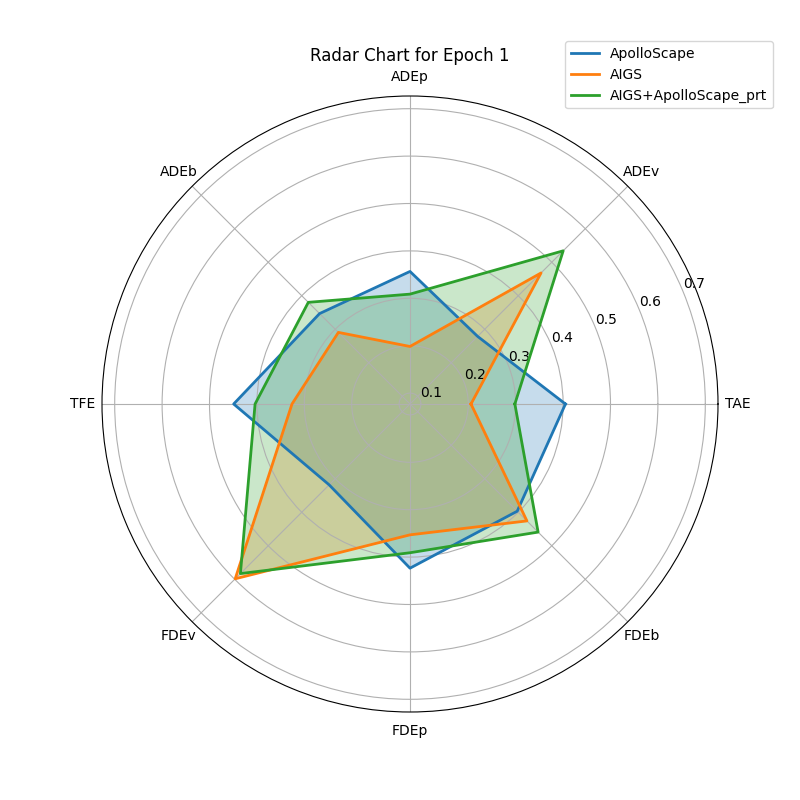 Radar Chart for Epoch 1
ApolloScape
AIGS
AIGS+ApolloScape_prt
ADEp
ADEb
ADEv
0.7
0.6
0.5
0.4
0.3
0.2
0.1
TFE
TAE
FDEv
FDEb
FDEp